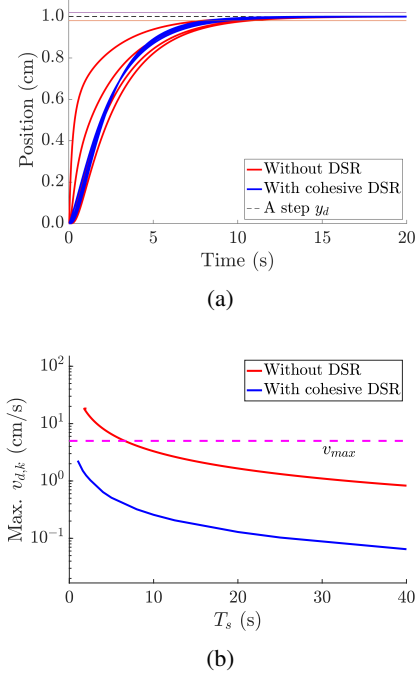 1.0
0.8
0.6
0.4
0.2
0.0
Position (cm)
Without DSR
With cohesive DSR
A step y_d
0 5 10 15 20
Time (s)
(a)
10^2
10^1
10^0
10^{-1}
Max. v_{d,k} (cm/s)
Without DSR
With cohesive DSR
v_{max}
0 10 20 30 40
T_s (s)
(b)